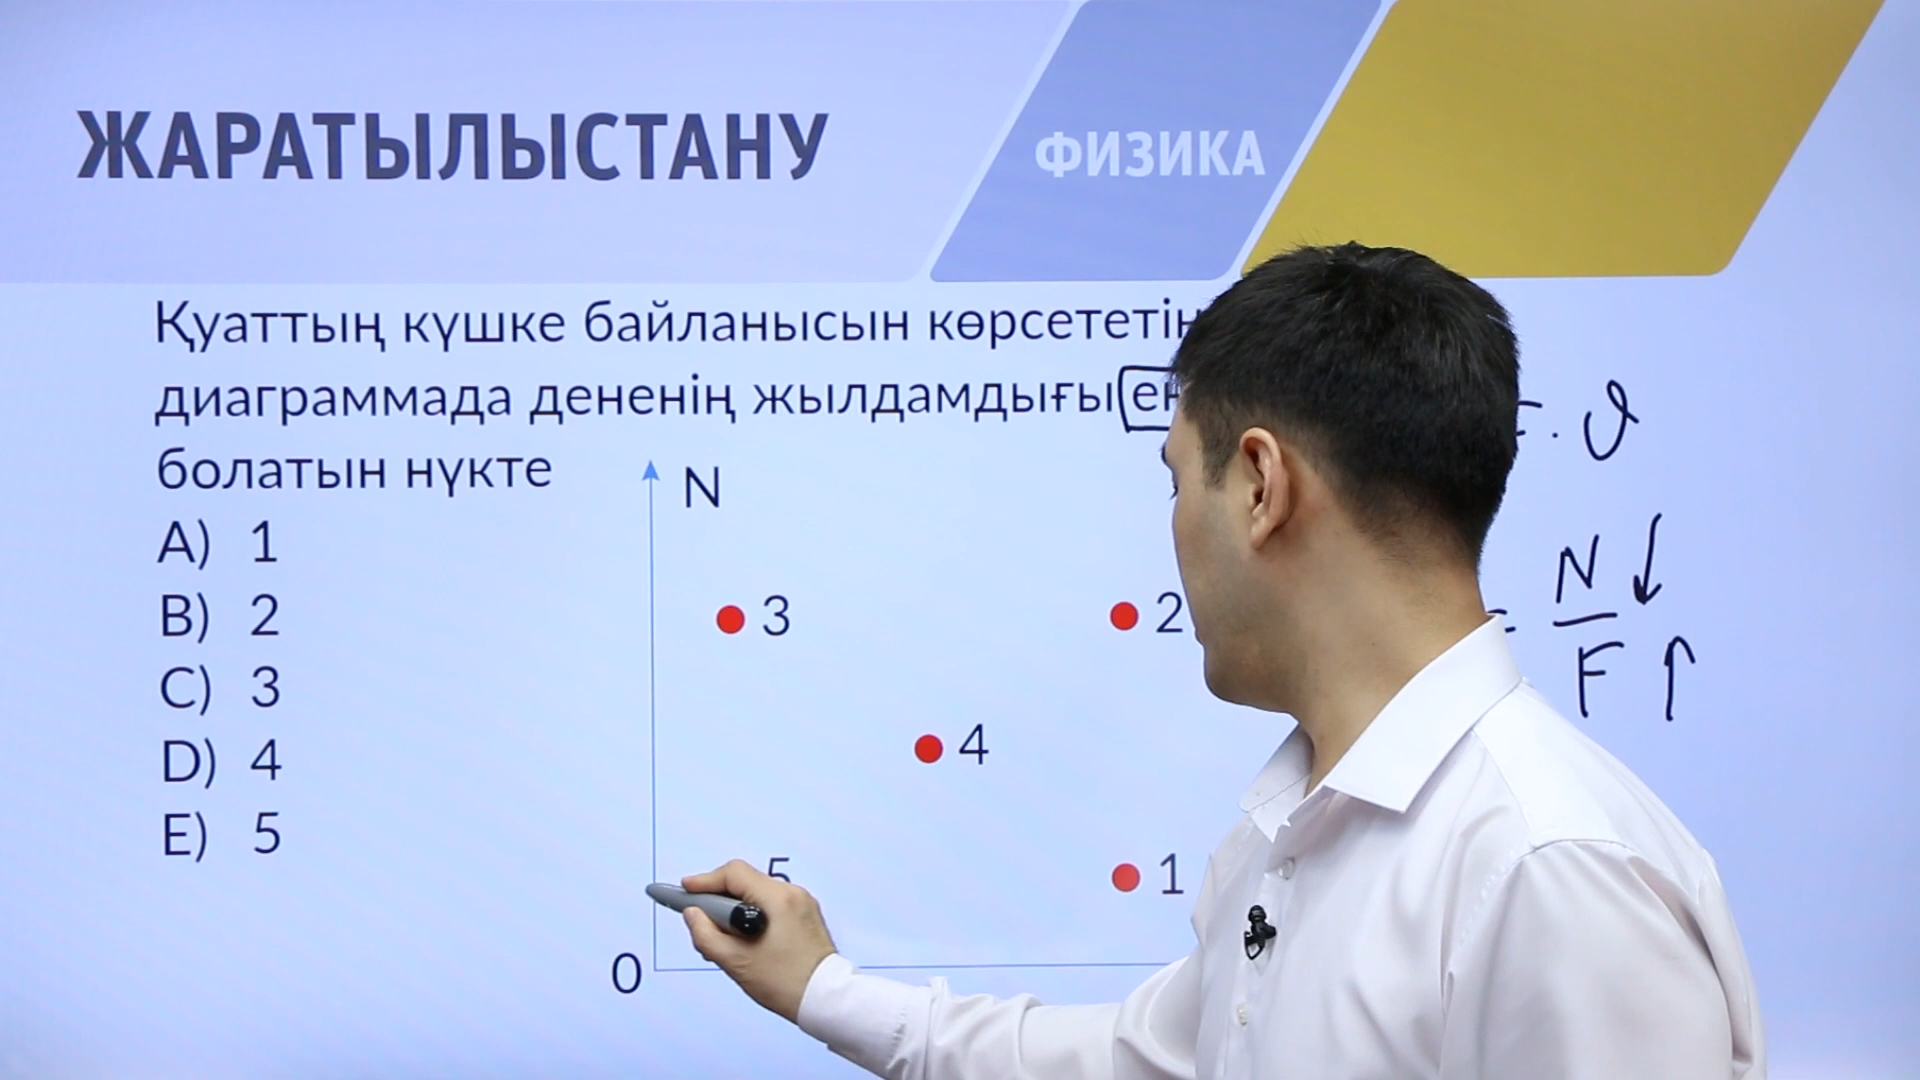 ЖАРАТЫЛЫСТАНУ
ФИЗИКА
Қуаттың күшке байланысын көрсететін
диаграммада дененің жылдамдығы
болатын нүкте
A) 1
B) 2
C) 3
D) 4
E) 5
N
3
2
4
5
1
0
· υ
= N ↓
F ↑